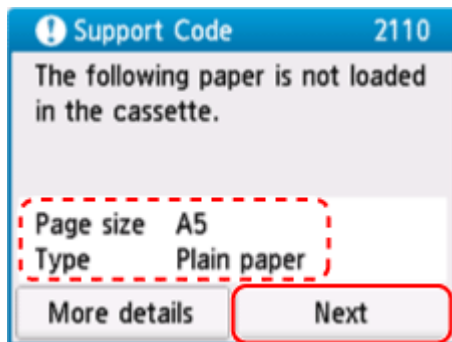 Support Code 2110
The following paper is not loaded
in the cassette.
Page size A5
Type Plain paper
More details Next